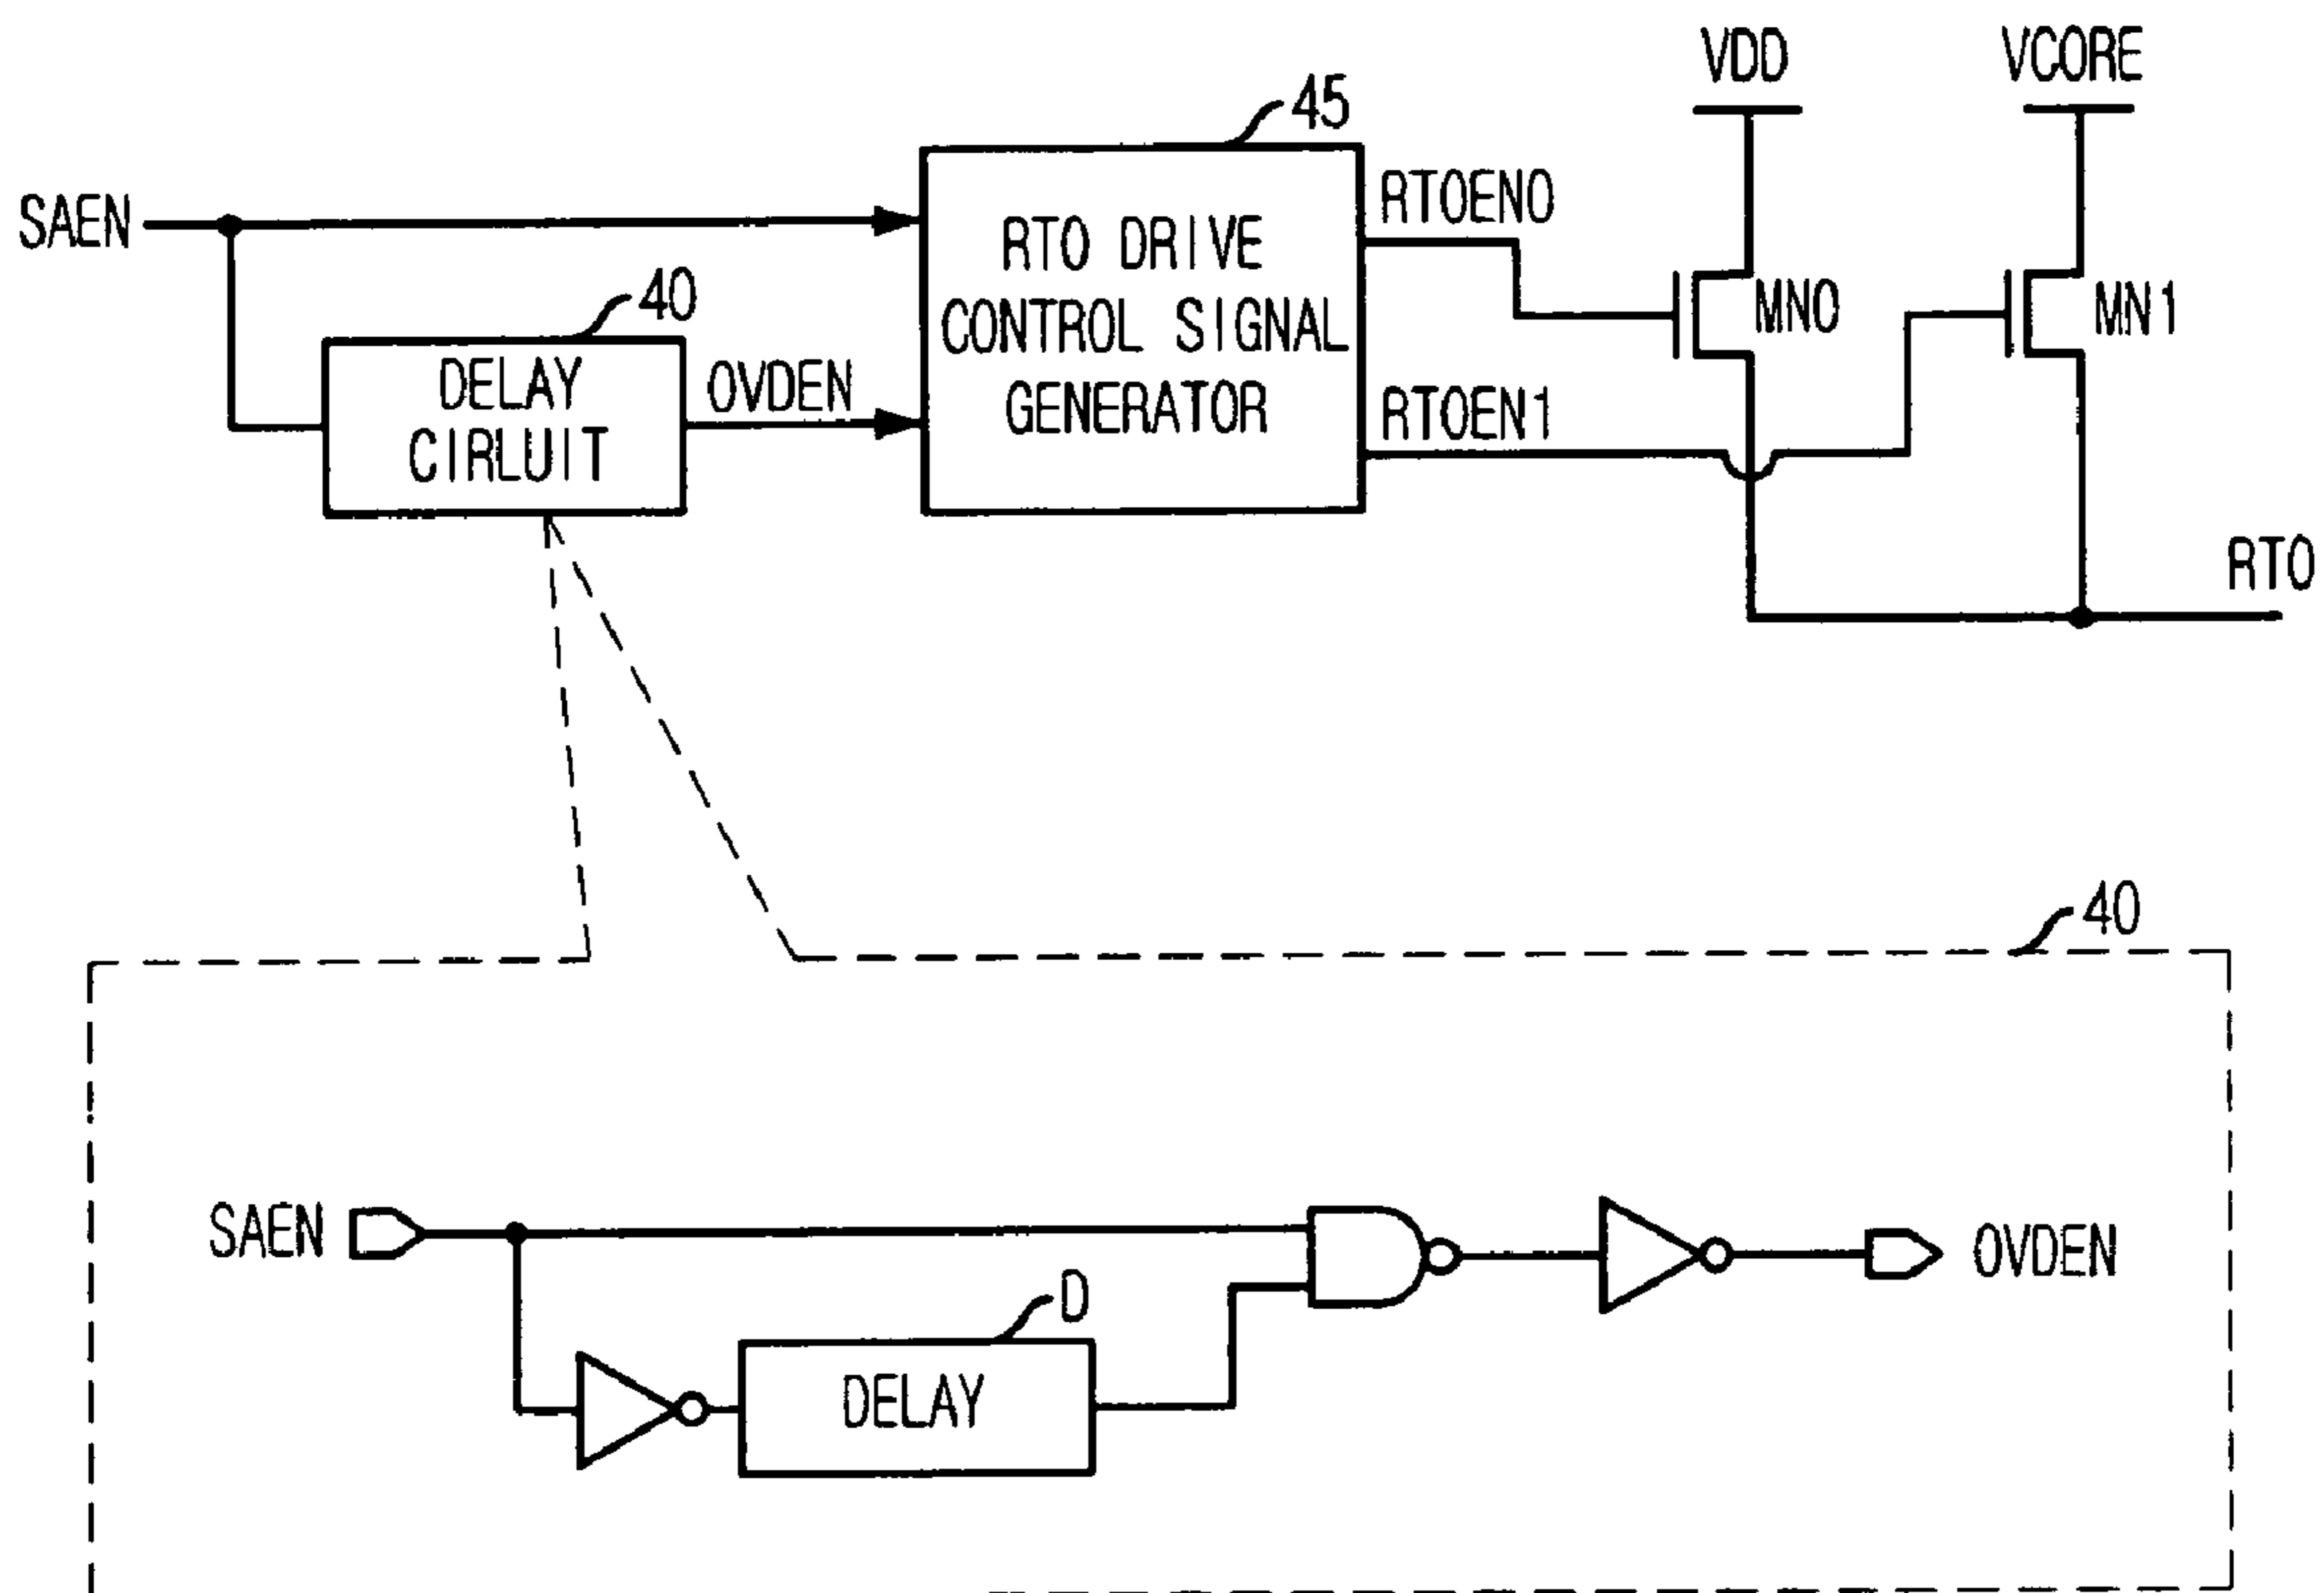 VDD
VCORE
45
SAEN
RTO DRIVE
CONTROL SIGNAL
GENERATOR
RTOEN0
MN0
MN1
40
DELAY
CIRLUIT
OVDEN
RTOEN1
RTO
40
SAEN
OVDEN
D
DELAY